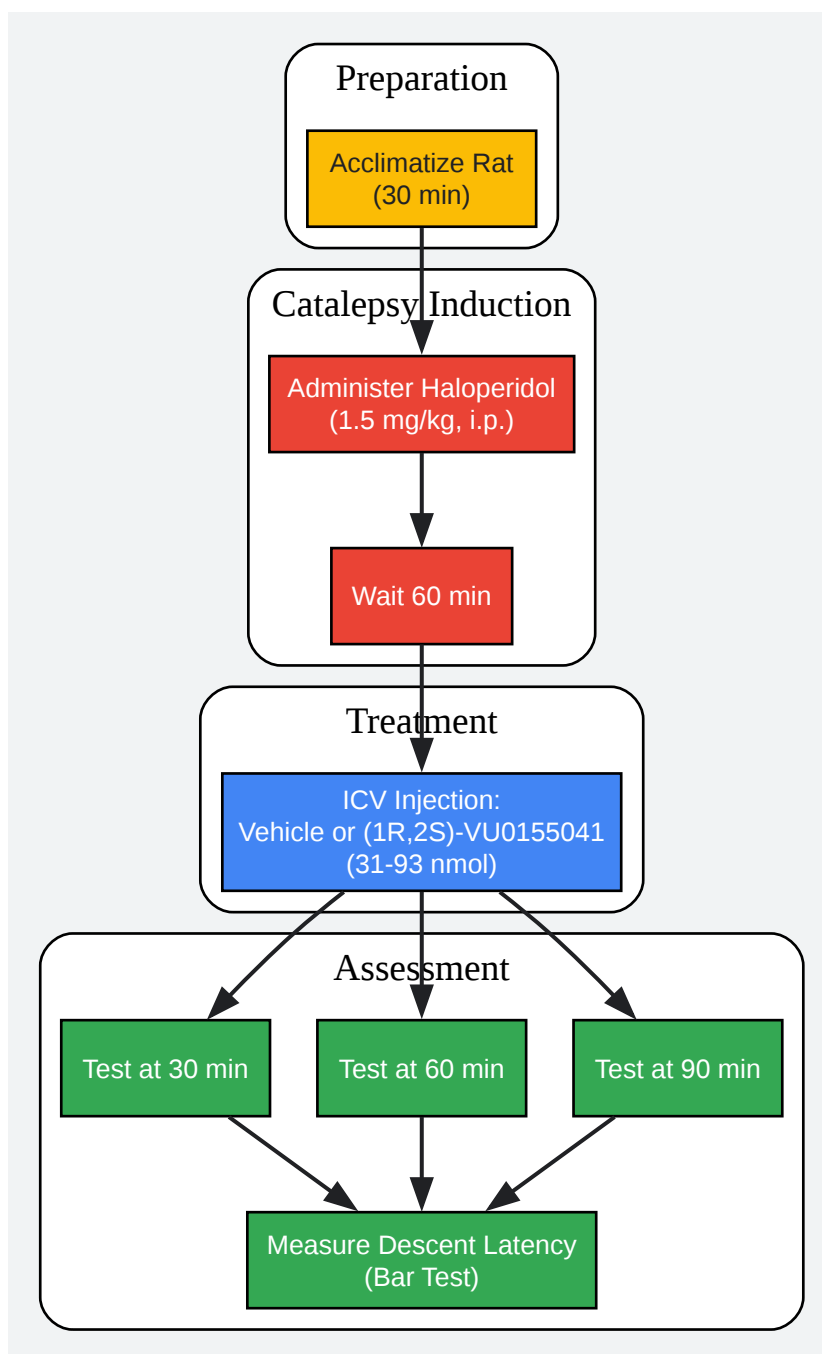 Preparation
Acclimatize Rat
(30 min)
Catalepsy Induction
Administer Haloperidol
(1.5 mg/kg, i.p.)
Wait 60 min
Treatment
ICV Injection:
Vehicle or (1R,2S)-VU0155041
(31-93 nmol)
Assessment
Test at 30 min
Test at 60 min
Test at 90 min
Measure Descent Latency
(Bar Test)